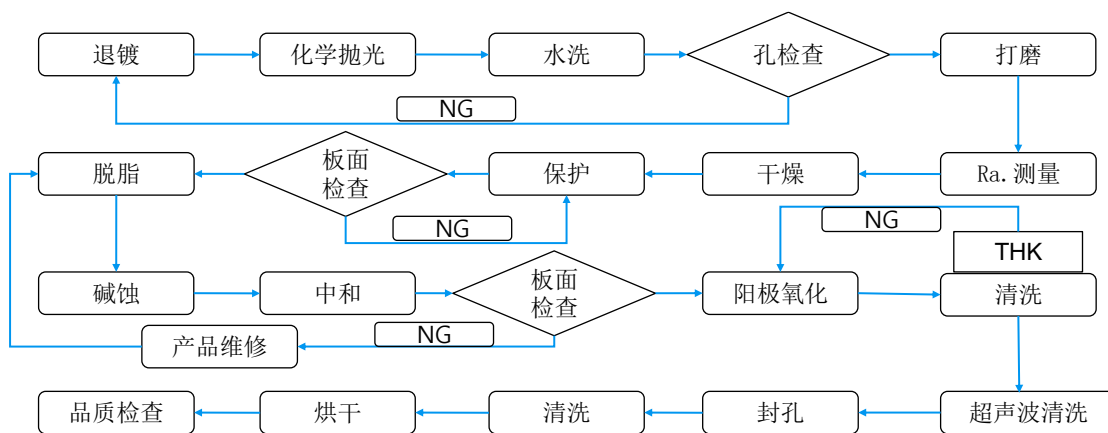 退镀
化学抛光
水洗
孔检查
打磨
NG
脱脂
板面
检查
保护
干燥
Ra.测量
NG
NG
THK
碱蚀
中和
板面
检查
阳极氧化
清洗
产品维修
NG
品质检查
烘干
清洗
封孔
超声波清洗